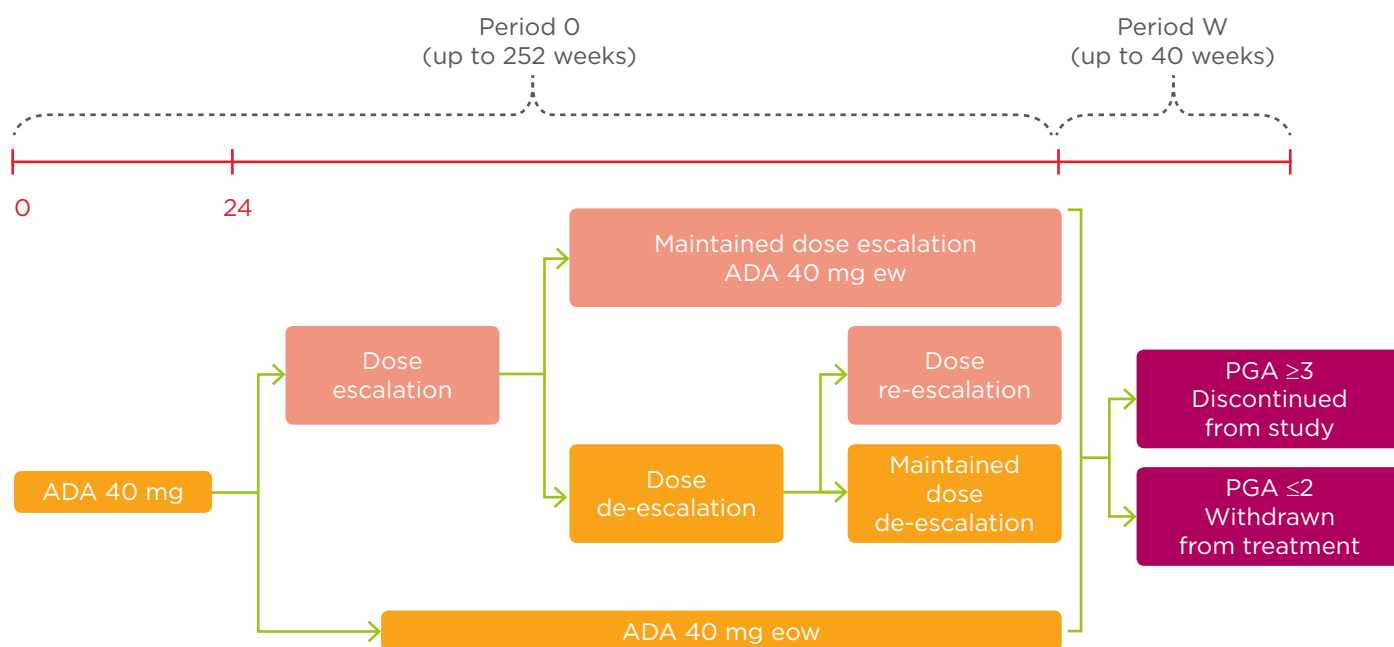 Period 0
(up to 252 weeks)
Period W
(up to 40 weeks)
0
24
Maintained dose escalation
ADA 40 mg ew
Dose
escalation
Dose
re-escalation
PGA ≥3
Discontinued
from study
ADA 40 mg
Dose
de-escalation
Maintained
dose
de-escalation
PGA ≤2
Withdrawn
from treatment
ADA 40 mg eow